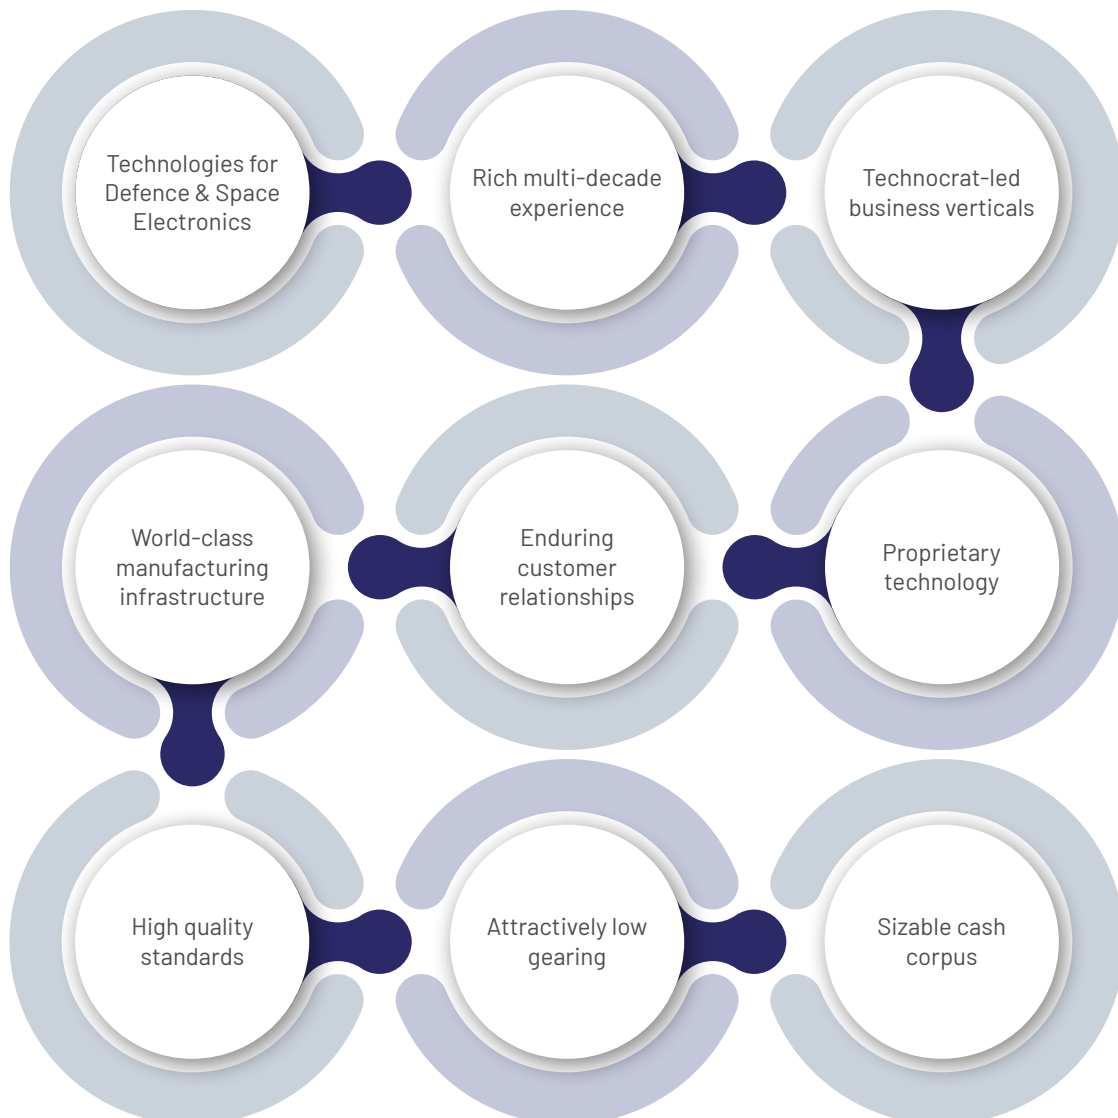 Technologies for
Defence & Space
Electronics
Rich multi-decade
experience
Technocrat-led
business verticals
Proprietary
technology
Enduring
customer
relationships
World-class
manufacturing
infrastructure
High quality
standards
Attractively low
gearing
Sizable cash
corpus